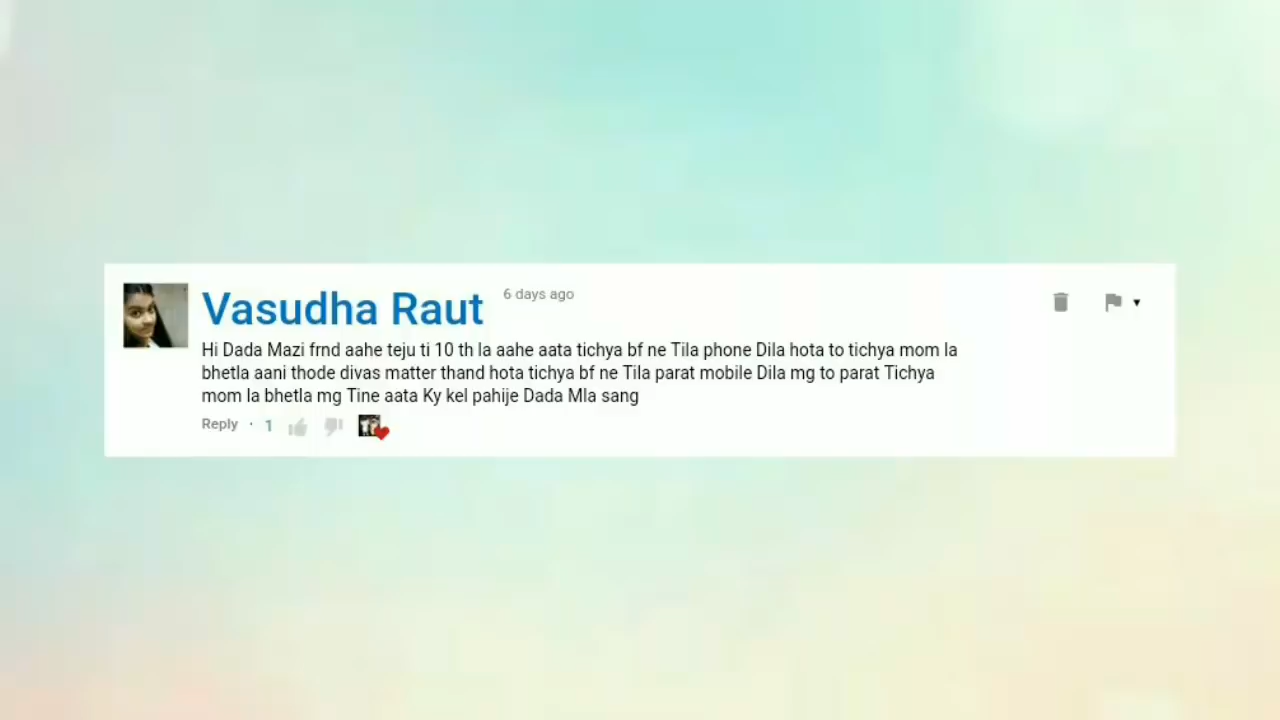 Vasudha Raut 6 days ago
Hi Dada Mazi frnd aahe teju ti 10 th la aahe aata tichya bf ne Tila phone Dila hota to tichya mom la
bhetla aani thode divas matter thand hota tichya bf ne Tila parat mobile Dila mg to parat Tichya
mom la bhetla mg Tine aata Ky kel pahije Dada Mla sang
Reply · 1